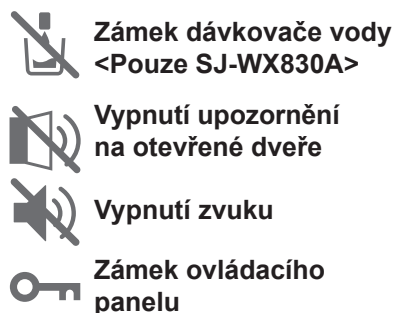 Zámek dávkovače vody
<Pouze SJ-WX830A>
Vypnutí upozornění
na otevřené dveře
Vypnutí zvuku
Zámek ovládacího
panelu